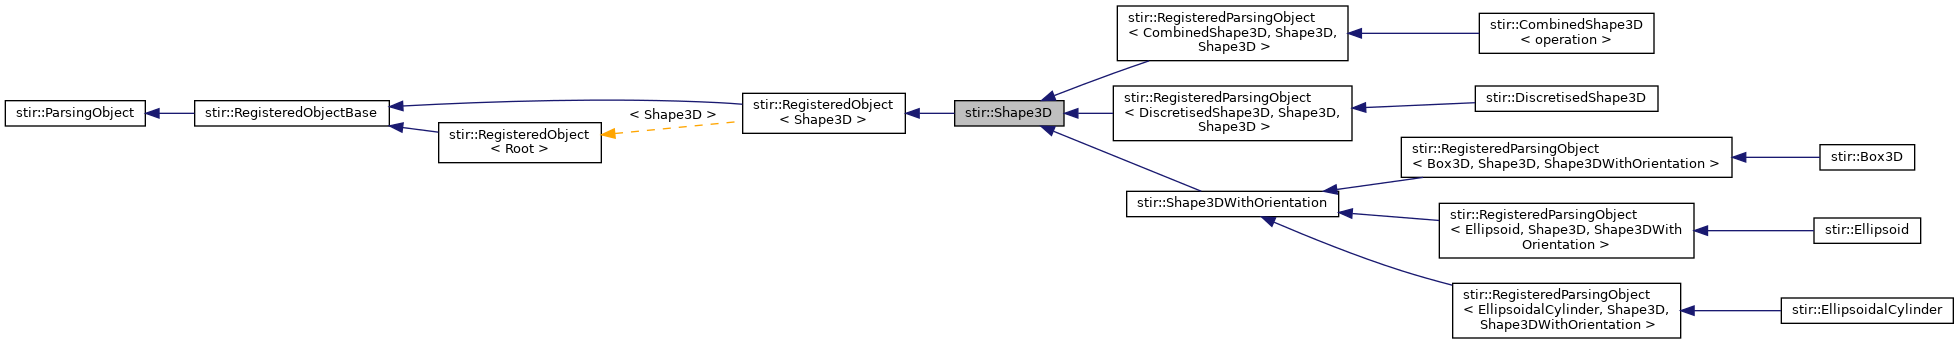 stir::ParsingObject
stir::RegisteredObjectBase
stir::RegisteredObject
< Root >
< Shape3D >
stir::RegisteredObject
< Shape3D >
stir::Shape3D
stir::RegisteredParsingObject
< CombinedShape3D, Shape3D,
Shape3D >
stir::CombinedShape3D
< operation >
stir::RegisteredParsingObject
< DiscretisedShape3D, Shape3D,
Shape3D >
stir::DiscretisedShape3D
stir::Shape3DWithOrientation
stir::RegisteredParsingObject
< Box3D, Shape3D, Shape3DWithOrientation >
stir::Box3D
stir::RegisteredParsingObject
< Ellipsoid, Shape3D, Shape3DWith
Orientation >
stir::Ellipsoid
stir::RegisteredParsingObject
< EllipsoidalCylinder, Shape3D,
Shape3DWithOrientation >
stir::EllipsoidalCylinder